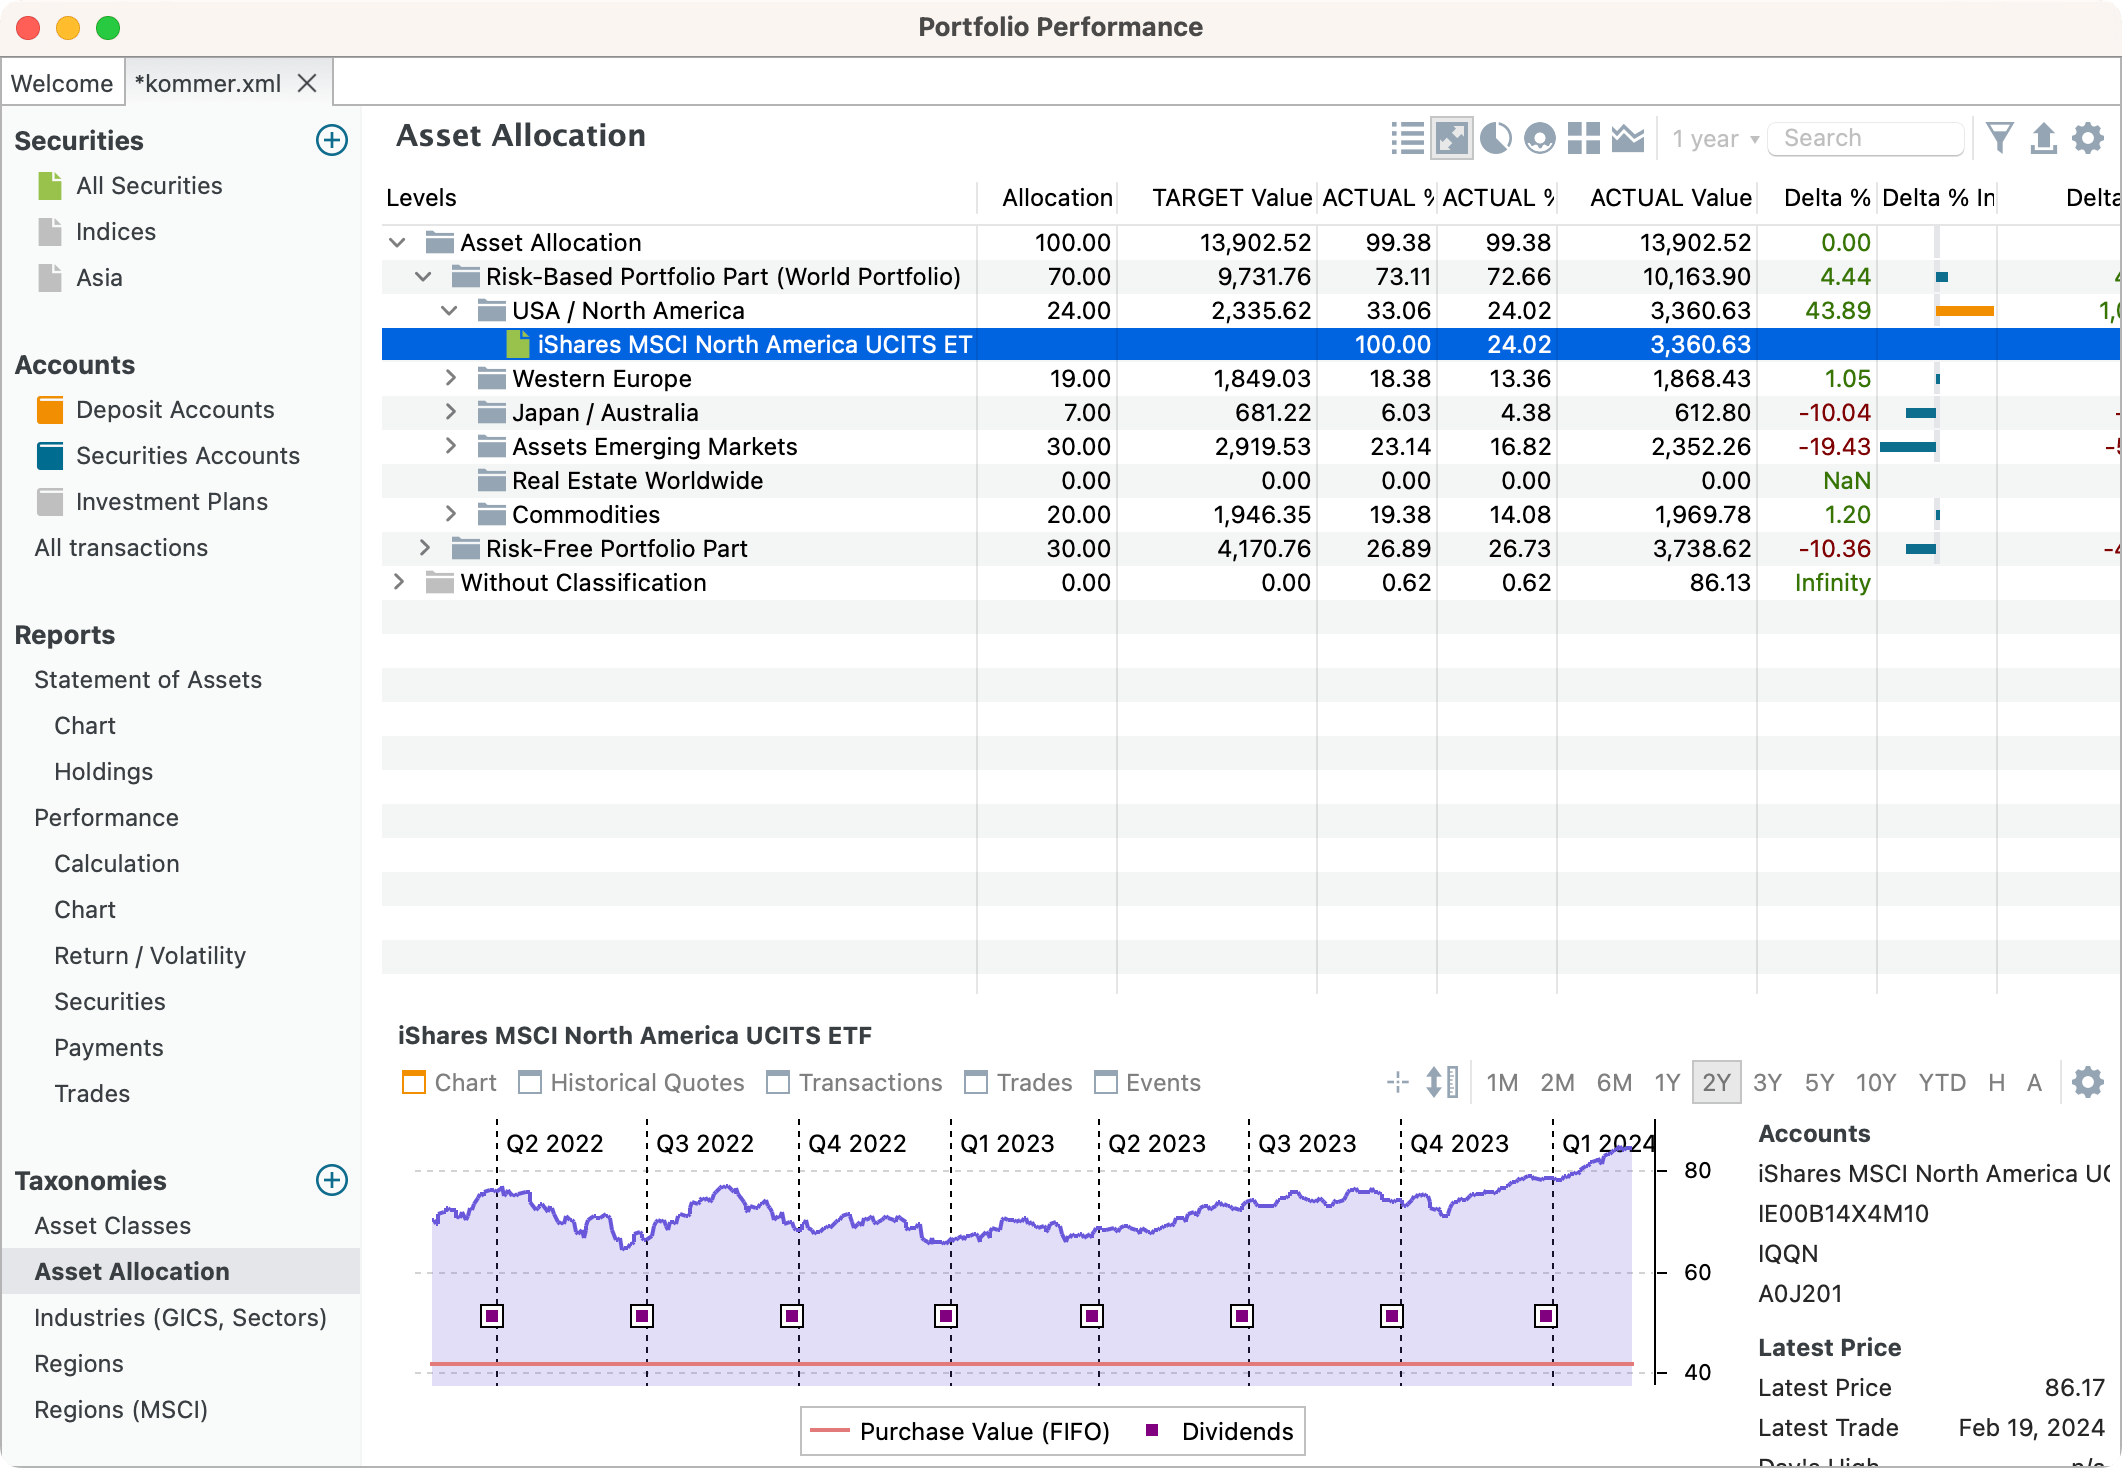 Portfolio Performance
Welcome
*kommer.xml
Securities
All Securities
Indices
Asia
Accounts
Deposit Accounts
Securities Accounts
Investment Plans
All transactions
Reports
Statement of Assets
Chart
Holdings
Performance
Calculation
Chart
Return / Volatility
Securities
Payments
Trades
Taxonomies
Asset Classes
Asset Allocation
Industries (GICS, Sectors)
Regions
Regions (MSCI)
Asset Allocation
1 year
Search
Levels Allocation TARGET Value ACTUAL % ACTUAL % ACTUAL Value Delta % Delta % In Delta
Asset Allocation 100.00 13,902.52 99.38 99.38 13,902.52 0.00
Risk-Based Portfolio Part (World Portfolio) 70.00 9,731.76 73.11 72.66 10,163.90 4.44
USA / North America 24.00 2,335.62 33.06 24.02 3,360.63 43.89
iShares MSCI North America UCITS ET 100.00 24.02 3,360.63
Western Europe 19.00 1,849.03 18.38 13.36 1,868.43 1.05
Japan / Australia 7.00 681.22 6.03 4.38 612.80 -10.04
Assets Emerging Markets 30.00 2,919.53 23.14 16.82 2,352.26 -19.43
Real Estate Worldwide 0.00 0.00 0.00 0.00 0.00 NaN
Commodities 20.00 1,946.35 19.38 14.08 1,969.78 1.20
Risk-Free Portfolio Part 30.00 4,170.76 26.89 26.73 3,738.62 -10.36
Without Classification 0.00 0.00 0.62 0.62 86.13 Infinity
iShares MSCI North America UCITS ETF
Chart Historical Quotes Transactions Trades Events
1M 2M 6M 1Y 2Y 3Y 5Y 10Y YTD H A
Q2 2022 Q3 2022 Q4 2022 Q1 2023 Q2 2023 Q3 2023 Q4 2023 Q1 2024
80
60
40
Purchase Value (FIFO) Dividends
Accounts
iShares MSCI North America UC
IE00B14X4M10
IQQN
A0J201
Latest Price
Latest Price 86.17
Latest Trade Feb 19, 2024
Day's High n/a